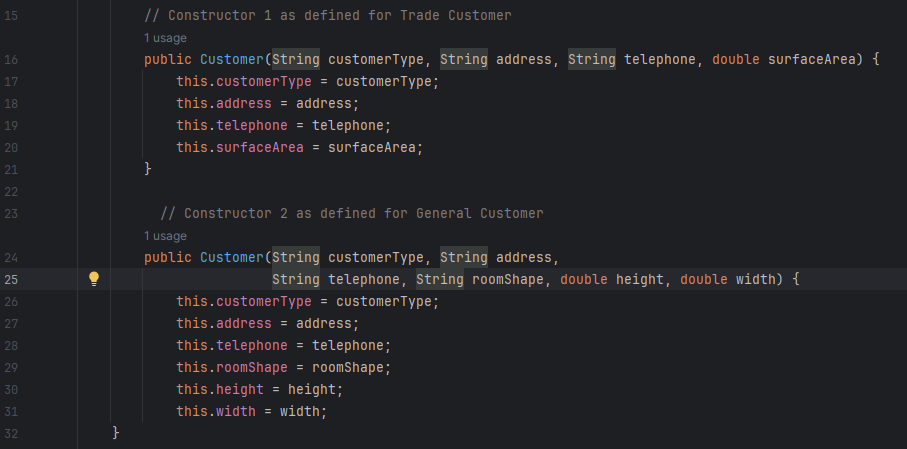 15 // Constructor 1 as defined for Trade Customer
1 usage
16 public Customer(String customerType, String address, String telephone, double surfaceArea) {
17 this.customerType = customerType;
18 this.address = address;
19 this.telephone = telephone;
20 this.surfaceArea = surfaceArea;
21 }
22
23 // Constructor 2 as defined for General Customer
1 usage
24 public Customer(String customerType, String address,
25 String telephone, String roomShape, double height, double width) {
26 this.customerType = customerType;
27 this.address = address;
28 this.telephone = telephone;
29 this.roomShape = roomShape;
30 this.height = height;
31 this.width = width;
32 }